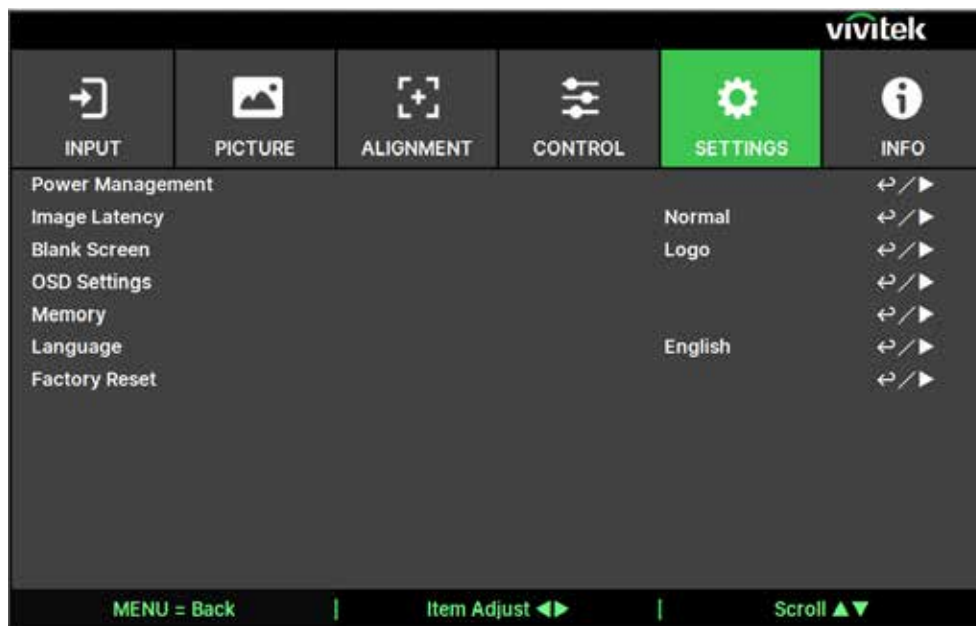 vivitek
INPUT PICTURE ALIGNMENT CONTROL SETTINGS INFO
Power Management
Image Latency Normal
Blank Screen Logo
OSD Settings
Memory
Language English
Factory Reset
MENU = Back | Item Adjust ◀▶ | Scroll ▲▼